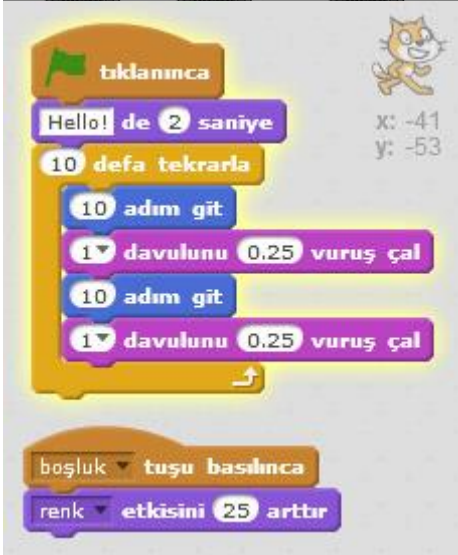 tıklanınca
Hello! de 2 saniye
x: -41
y: -53
10 defa tekrarla
10 adım git
1 davulunu 0.25 vuruş çal
10 adım git
1 davulunu 0.25 vuruş çal
boşluk tuşu basılınca
renk etkisini 25 arttır